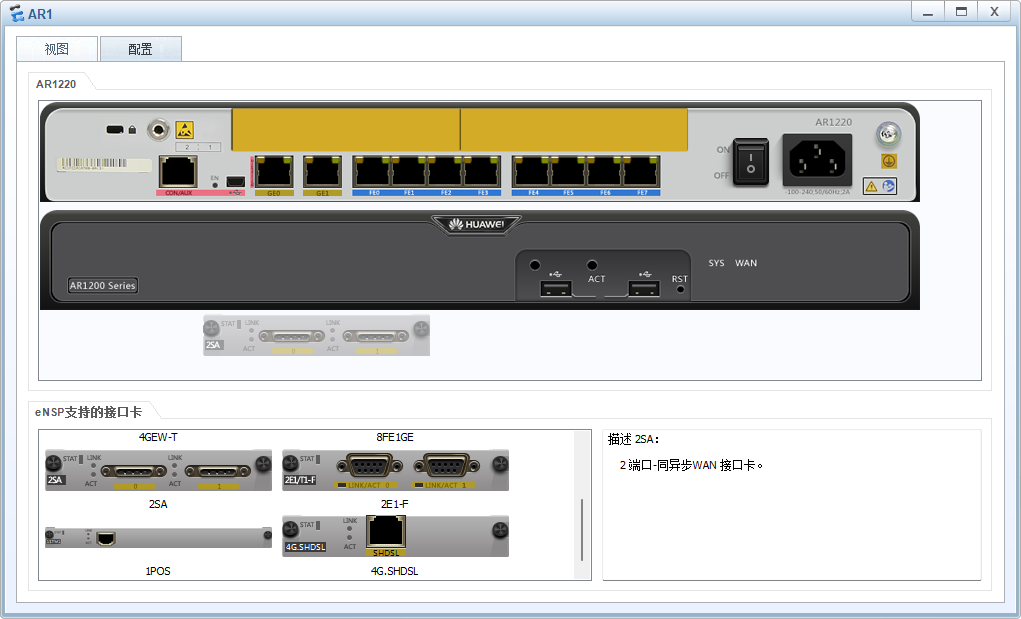 AR1
视图
配置
AR1220
AR1220
2 1
ON
OFF
EN
CON/AUX
GE0
GE1
FE0
FE1
FE2
FE3
FE4
FE5
FE6
FE7
100-240;50/60Hz;2A
HUAWEI
SYS WAN
ACT
RST
AR1200 Series
STAT
LINK
LINK
2SA
ACT
0
ACT
1
eNSP支持的接口卡
4GEW-T
8FE1GE
STAT
LINK
LINK
2SA
ACT
0
ACT
1
STAT
2E1/T1-F
LINK/ACT 0
LINK/ACT 1
2SA
2E1-F
STAT
LINK
4G.SHDSL
ACT
SHDSL
1POS
4G.SHDSL
描述 2SA：
2 端口-同异步WAN 接口卡。